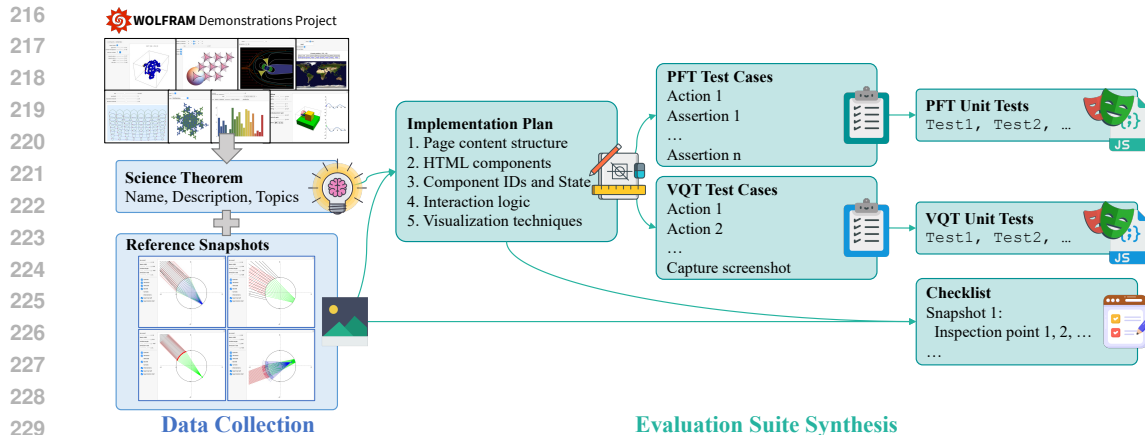 216
217
218
219
220
221
222
223
224
225
226
227
228
229
WOLFRAM Demonstrations Project
Science Theorem
Name, Description, Topics
Reference Snapshots
Data Collection
Implementation Plan
1. Page content structure
2. HTML components
3. Component IDs and State
4. Interaction logic
5. Visualization techniques
PFT Test Cases
Action 1
Assertion 1
…
Assertion n
VQT Test Cases
Action 1
Action 2
…
Capture screenshot
PFT Unit Tests
Test1, Test2, …
{;}
JS
VQT Unit Tests
Test1, Test2, …
{;}
JS
Checklist
Snapshot 1:
Inspection point 1, 2, …
…
Evaluation Suite Synthesis